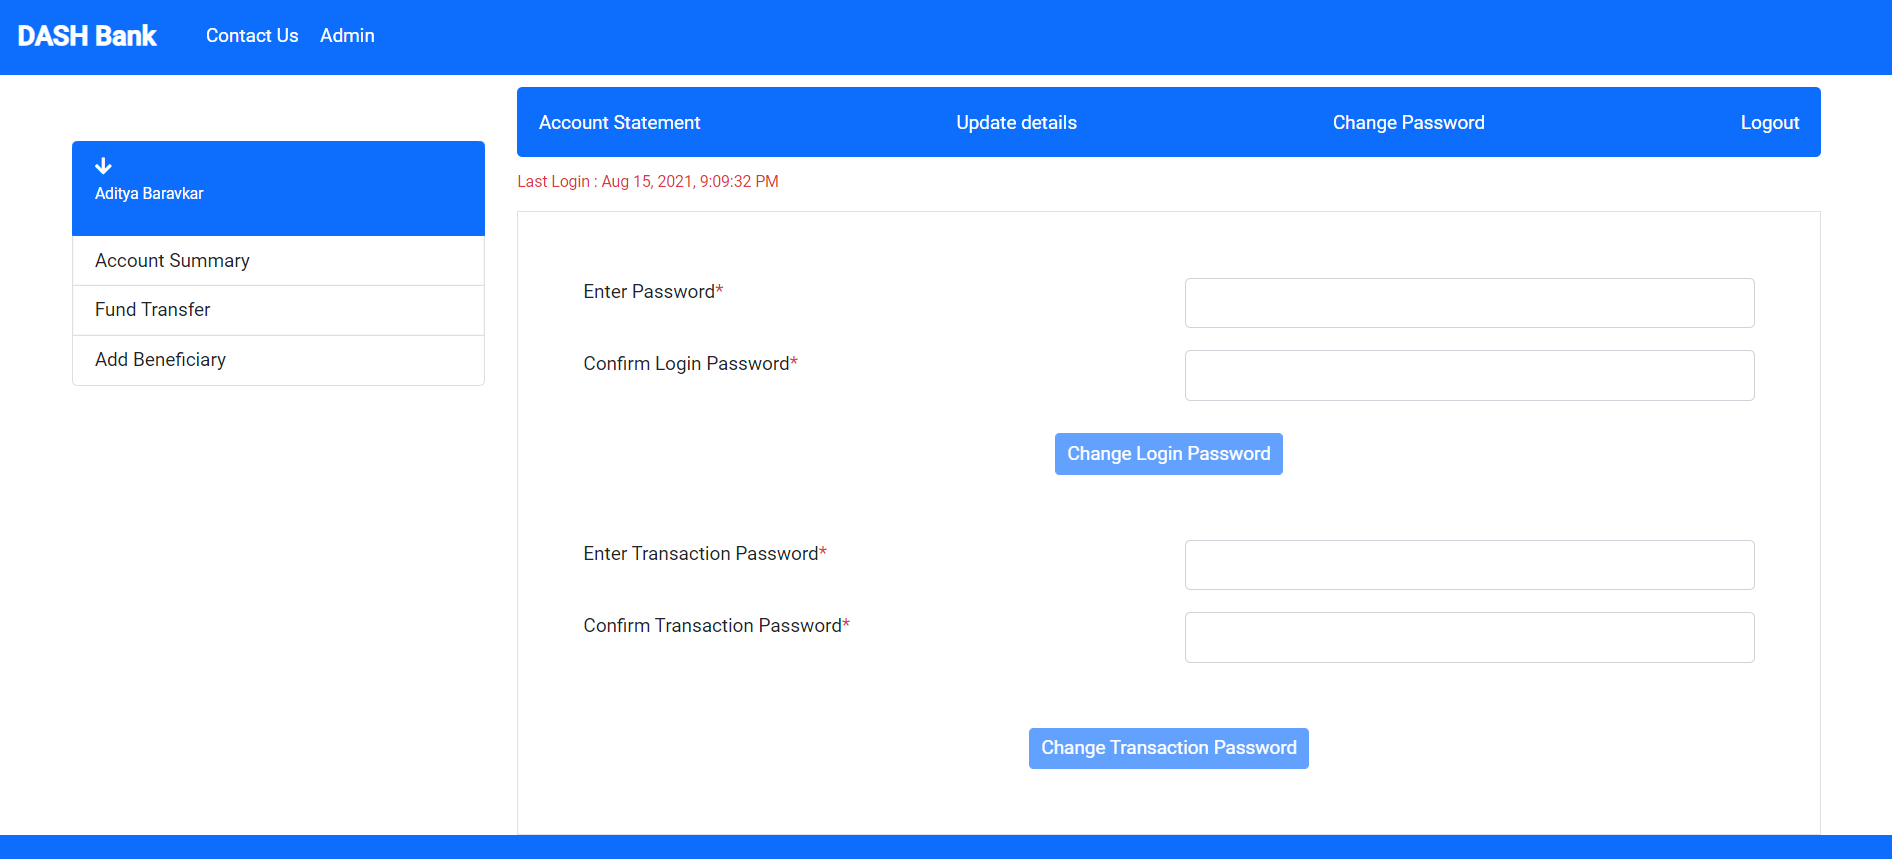 DASH Bank Contact Us Admin
Account Statement Update details Change Password Logout
Last Login : Aug 15, 2021, 9:09:32 PM
Aditya Baravkar
Account Summary
Fund Transfer
Add Beneficiary
Enter Password*
Confirm Login Password*
Change Login Password
Enter Transaction Password*
Confirm Transaction Password*
Change Transaction Password